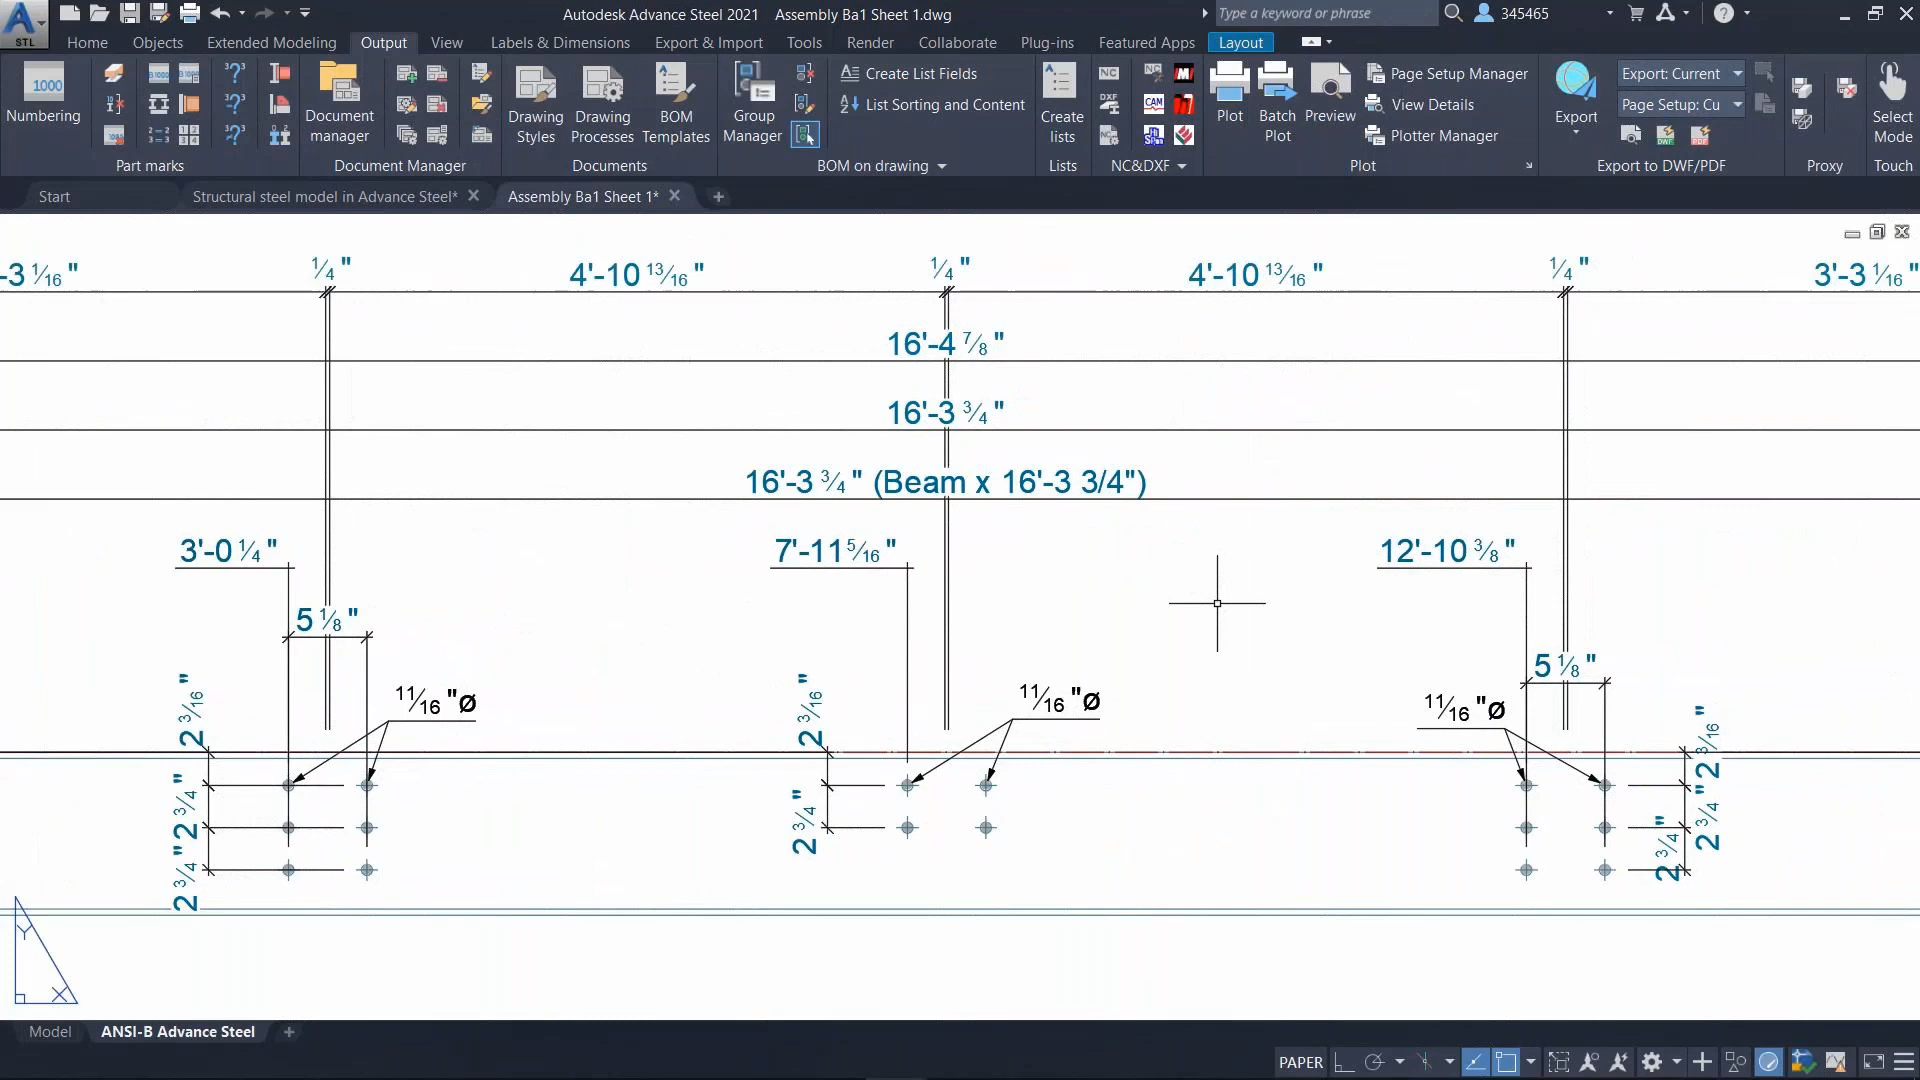 Autodesk Advance Steel 2021 Assembly Ba1 Sheet 1.dwg
Type a keyword or phrase
345465
STL
Home Objects Extended Modeling Output View Labels & Dimensions Export & Import Tools Render Collaborate Plug-ins Featured Apps Layout
1000
Numbering
Part marks
Document manager
Document Manager
Drawing Styles
Drawing Processes
BOM Templates
Documents
Group Manager
Create List Fields
List Sorting and Content
BOM on drawing
Create lists
Lists
NC
DXF
CAM
NC&DXF
Plot
Batch Plot
Preview
Page Setup Manager
View Details
Plotter Manager
Plot
Export
Export: Current
Page Setup: Cu
DWF
PDF
Export to DWF/PDF
Proxy
Select Mode
Touch
Start
Structural steel model in Advance Steel*
Assembly Ba1 Sheet 1*
-3 1/16 "
1/4 "
4'-10 13/16 "
1/4 "
4'-10 13/16 "
1/4 "
3'-3 1/16 "
16'-4 7/8 "
16'-3 3/4 "
16'-3 3/4 " (Beam x 16'-3 3/4")
3'-0 1/4 "
7'-11 5/16 "
12'-10 3/8 "
5 1/8 "
5 1/8 "
2 3/16 "
11/16 "ø
2 3/16 "
11/16 "ø
11/16 "ø
2 3/16 "
2 3/4 "
2 3/4 "
2 3/4 "
2 3/4 "
2 3/4 "
Y
X
Model
ANSI-B Advance Steel
PAPER